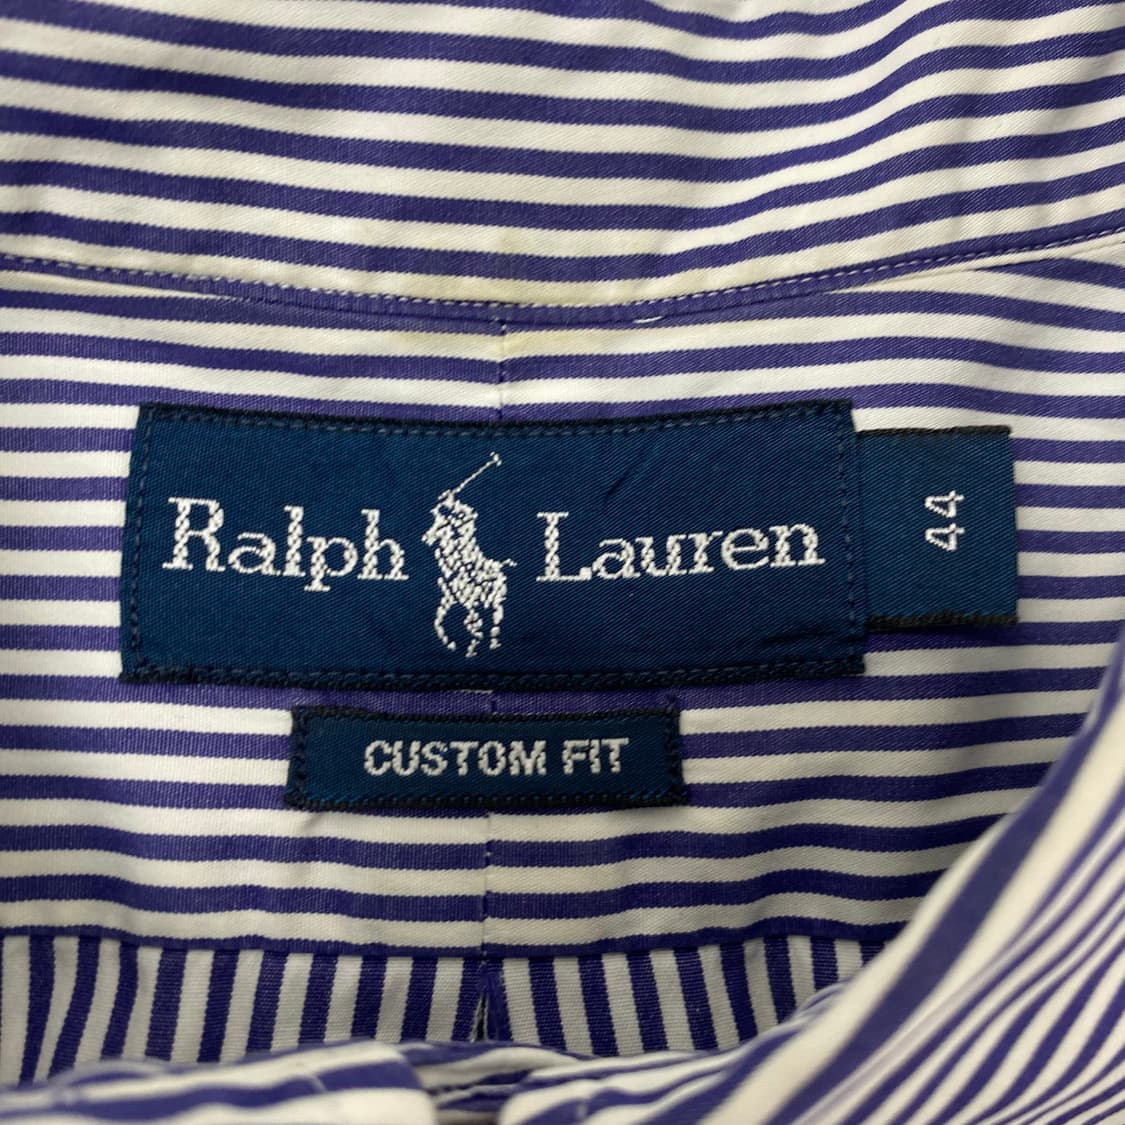 Ralph Lauren
44
CUSTOM FIT